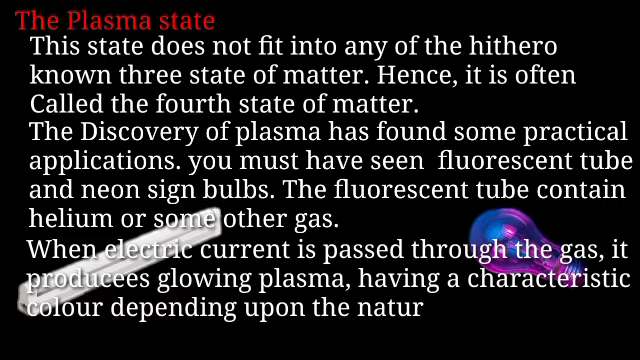 The Plasma state
This state does not fit into any of the hithero
known three state of matter. Hence, it is often
Called the fourth state of matter.
The Discovery of plasma has found some practical
applications. you must have seen fluorescent tube
and neon sign bulbs. The fluorescent tube contain
helium or some other gas.
When electric current is passed through the gas, it
producees glowing plasma, having a characteristic
colour depending upon the natur